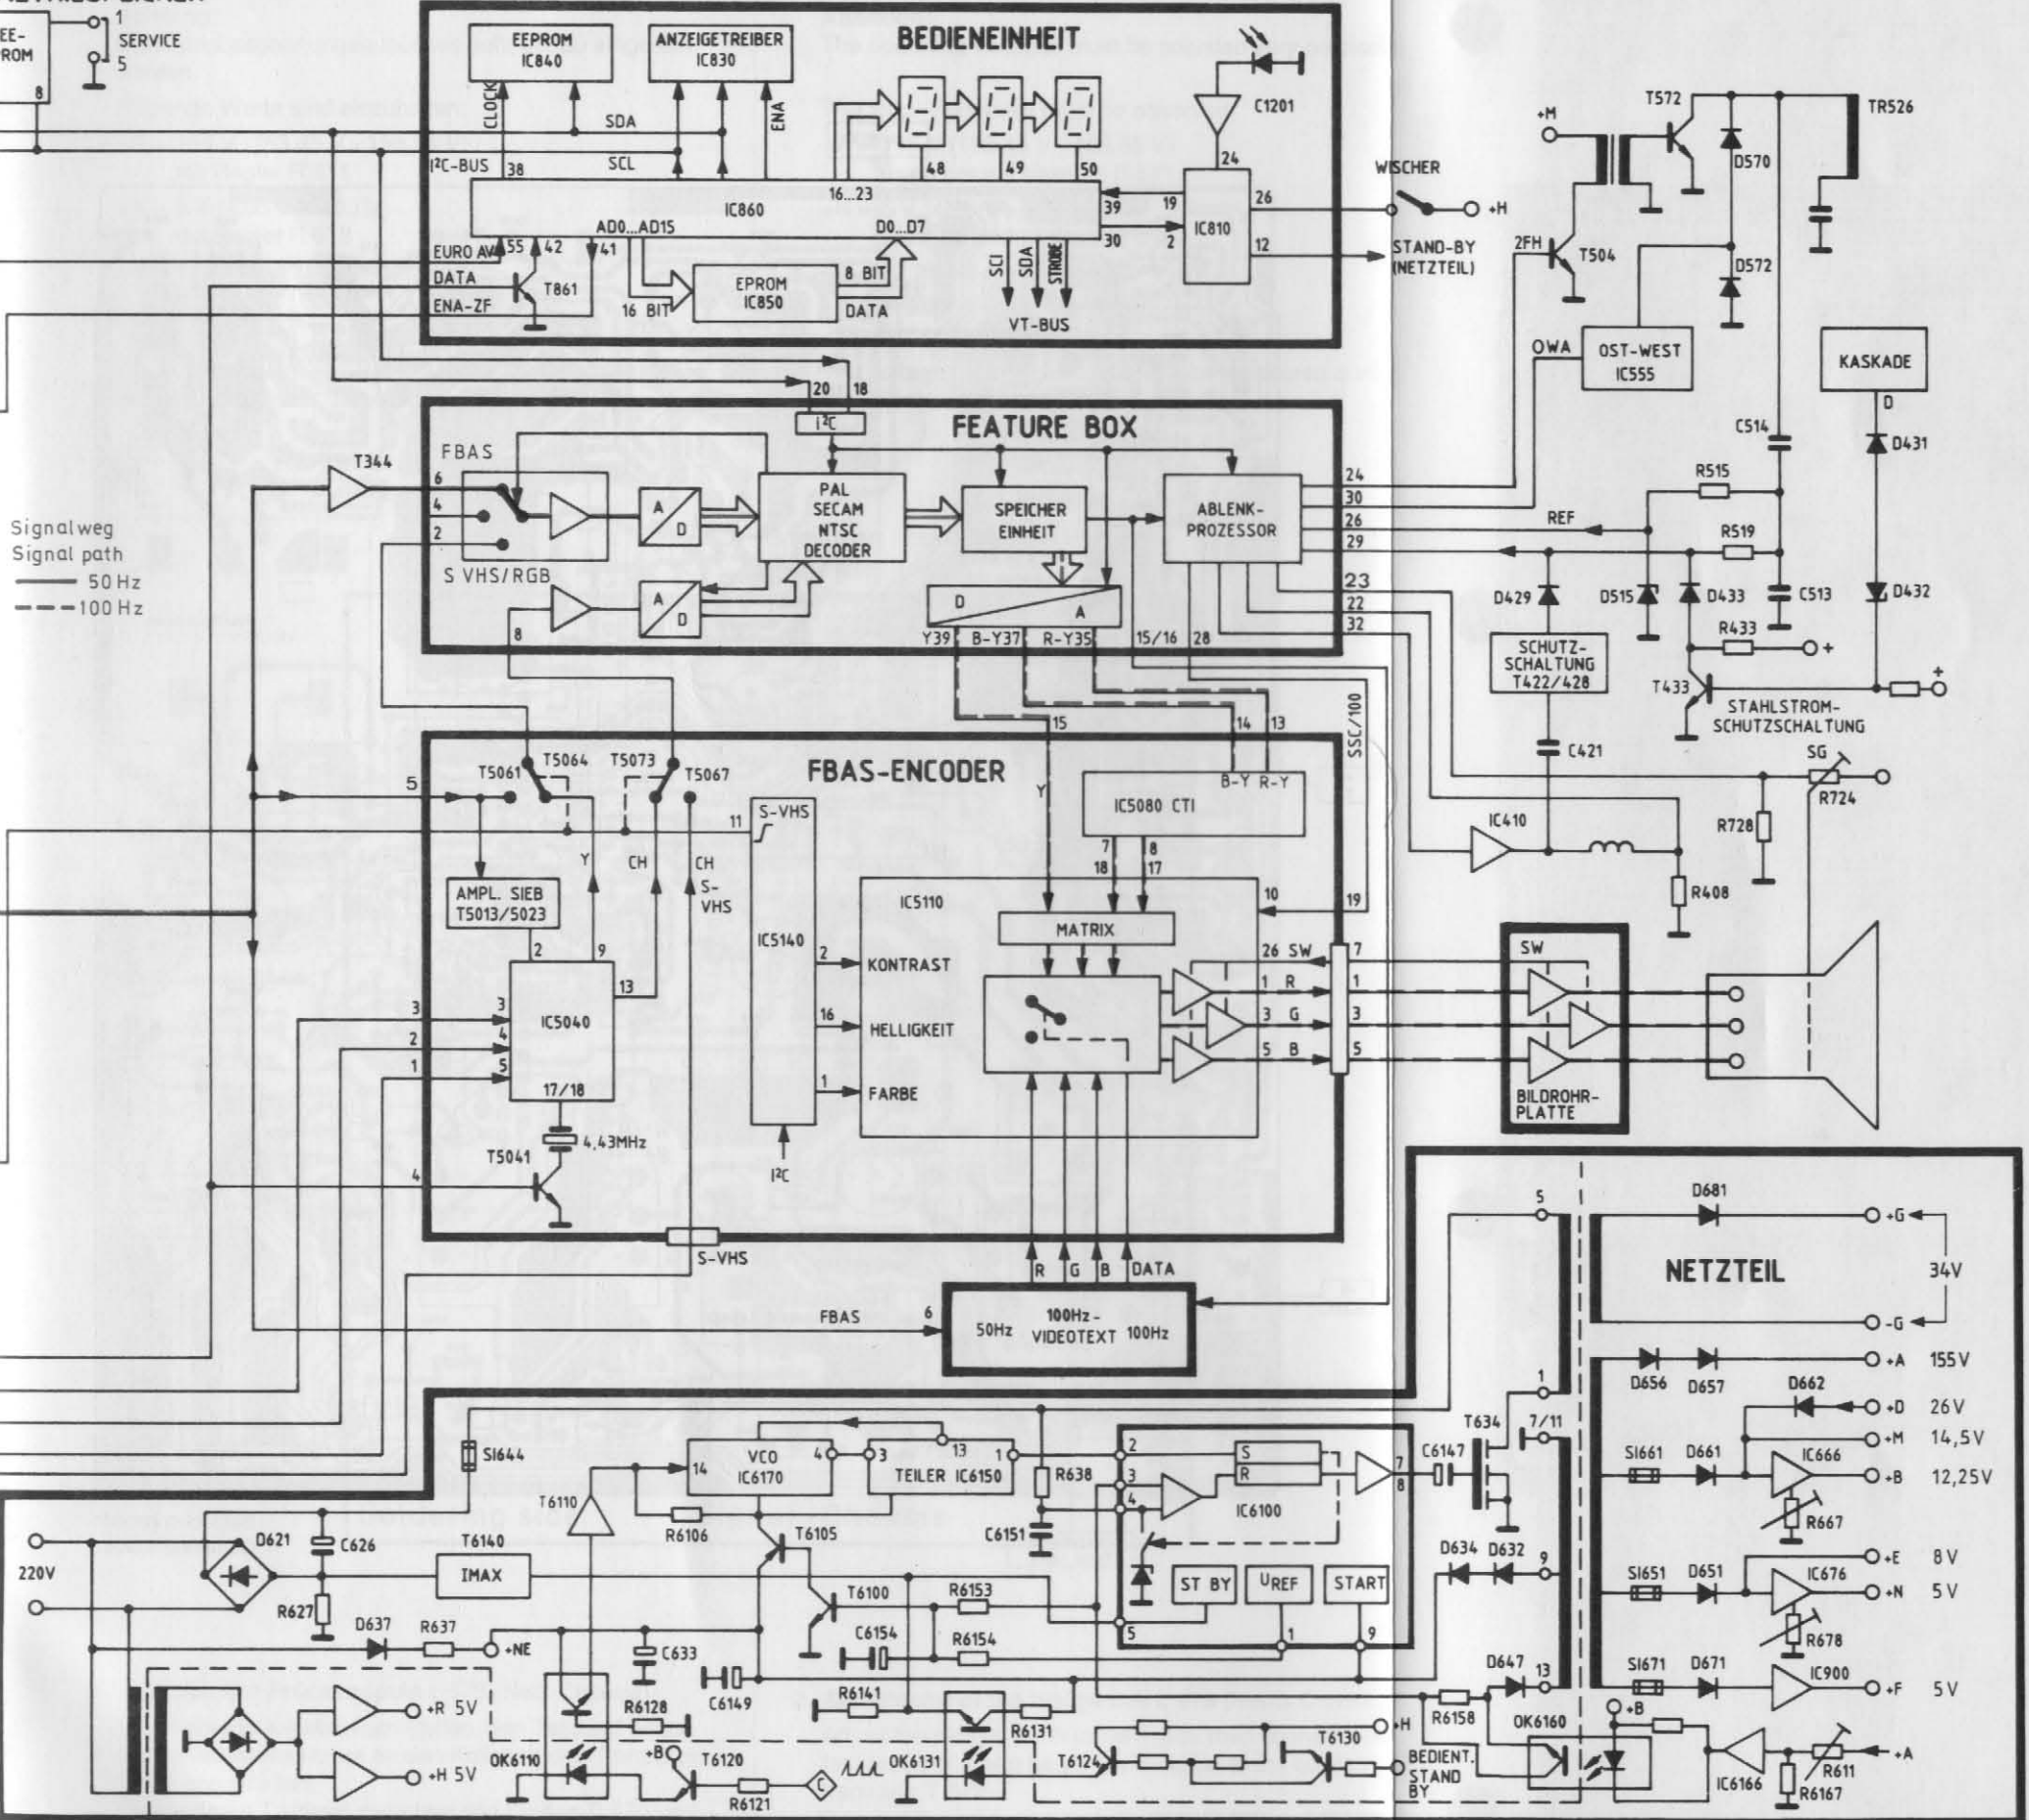 EE-
PROM
8
1
SERVICE
5
BEDIENEINHEIT
EEPROM
IC840
ANZEIGETREIBER
IC830
CLOCK
SDA
ENA
I²C-BUS
38
SCL
16...23
48
49
50
C1201
24
IC860
39
19
26
30
2
IC810
12
AD0...AD15
D0...D7
EURO AV
55
42
41
DATA
T861
ENA-ZF
16 BIT
EPROM
IC850
8 BIT
DATA
SCI
SDA
STROBE
VT-BUS
WISCHER
+H
STAND-BY
(NETZTEIL)
+M
T572
TR526
D570
2FH
T504
D572
OWA
OST-WEST
IC555
KASKADE
D
20
18
I²C
FEATURE BOX
FBAS
T344
6
4
2
S VHS/RGB
A
D
PAL
SECAM
NTSC
DECODER
SPEICHER
EINHEIT
ABLENK-
PROZESSOR
24
30
26
29
23
22
32
A
D
8
D
A
Y39
B-Y37
R-Y35
15/16
28
Signalweg
Signal path
50 Hz
100 Hz
C514
D431
R515
REF
R519
D429
D515
D433
C513
D432
R433
+
SCHUTZ-
SCHALTUNG
T422/428
T433
+
STAHLSTROM-
SCHUTZSCHALTUNG
C421
SG
R724
IC410
R728
R408
15
14
13
SSC/100
FBAS-ENCODER
5
T5061
T5064
T5073
T5067
Y
B-Y
R-Y
IC5080 CTI
11
S-VHS
7
8
18
17
Y
CH
CH
S-
VHS
AMPL. SIEB
T5013/5023
2
9
13
IC5140
IC5110
MATRIX
10
19
2
KONTRAST
26
SW
7
1
R
1
16
HELLIGKEIT
3
G
3
5
B
5
1
FARBE
3
3
2
4
1
5
IC5040
17/18
4,43MHz
T5041
4
I²C
S-VHS
SW
BILDROHR-
PLATTE
R
G
B
DATA
FBAS
6
50Hz
100Hz-
VIDEOTEXT
100Hz
NETZTEIL
5
D681
+G
34V
-G
+A
155V
D656
D657
1
D662
+D
26V
T634
7/11
+M
14,5V
SI661
D661
IC666
+B
12,25V
R667
SI644
VCO
IC6170
14
4
3
13
1
TEILER IC6150
R638
2
3
4
S
R
IC6100
7
8
C6147
T6110
R6106
T6105
C6151
D634
D632
9
+E
8V
SI651
D651
IC676
+N
5V
R678
220V
D621
C626
T6140
IMAX
R627
T6100
R6153
ST BY
UREF
START
5
1
9
D637
R637
+NE
C633
C6154
R6154
C6149
D647
13
SI671
D671
IC900
+F
5V
+R 5V
+H 5V
R6128
R6141
R6131
R6158
OK6160
+B
OK6110
+B
T6120
R6121
C
OK6131
T6124
T6130
+H
BEDIENT.
STAND
BY
IC6166
R611
+A
R6167